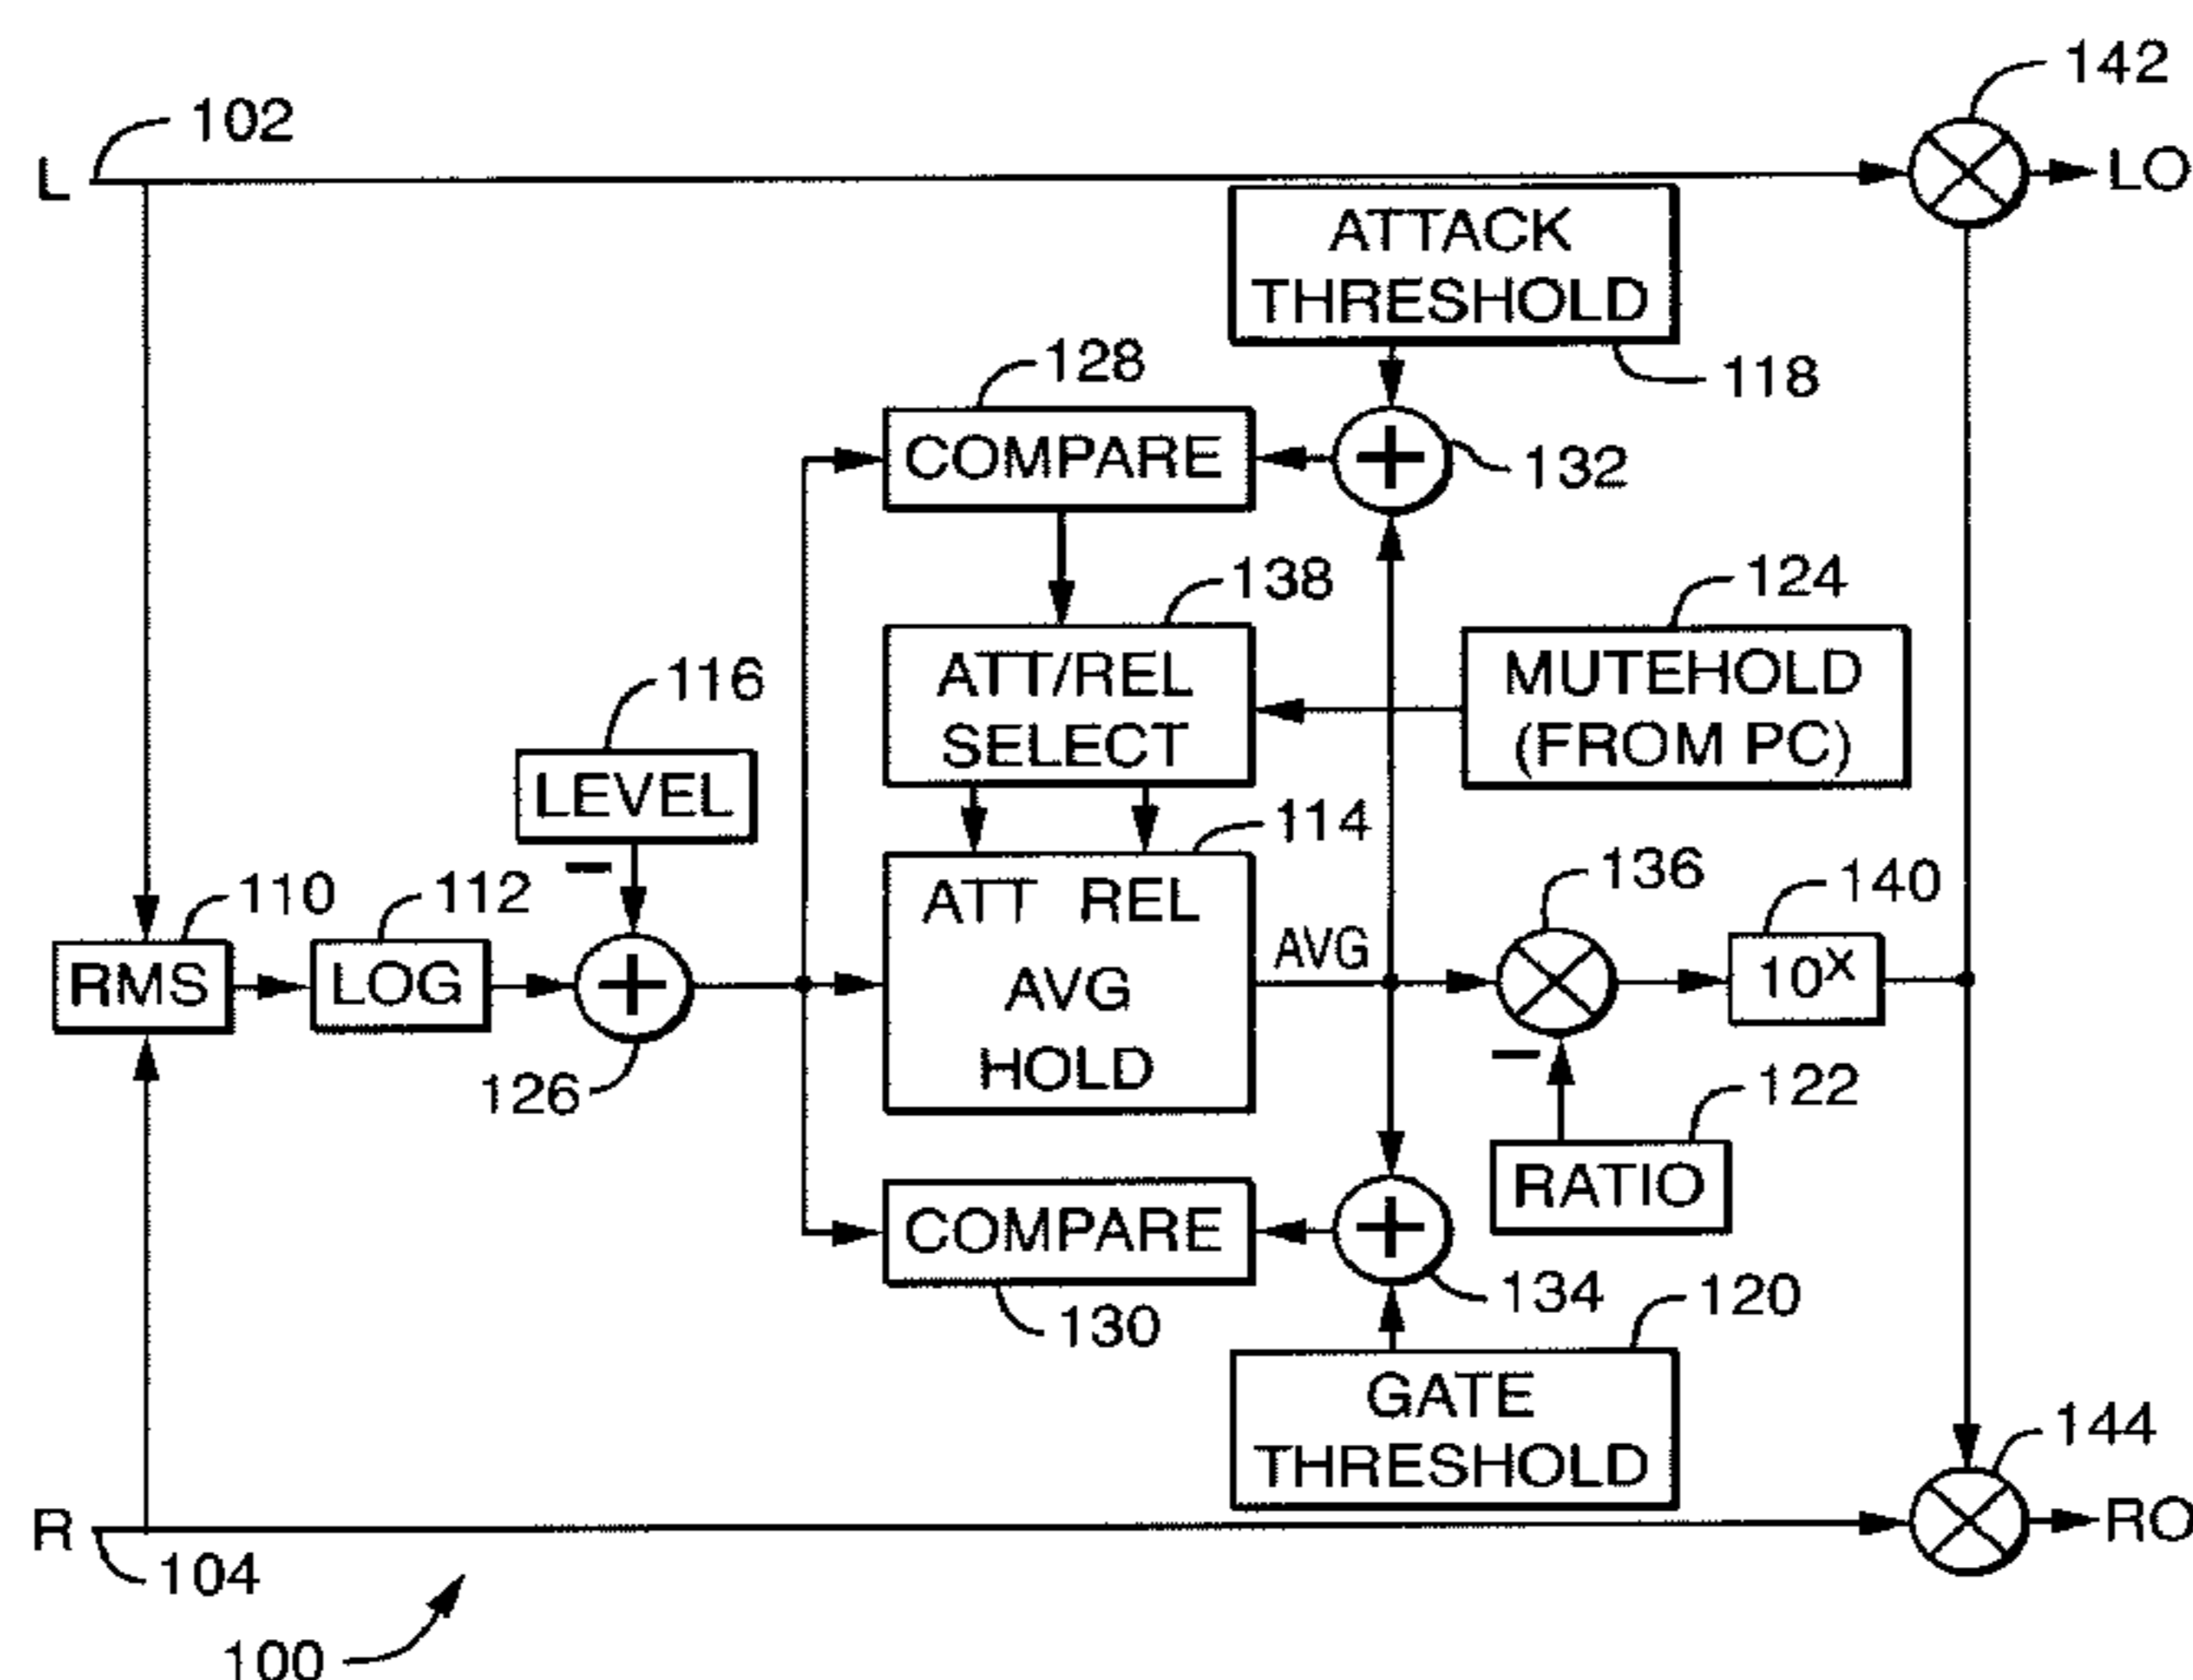 142
102
L
LO
ATTACK
THRESHOLD
118
128
COMPARE
132
138
124
ATT/REL
SELECT
MUTEHOLD
(FROM PC)
116
LEVEL
114
–
110
112
136
140
ATT REL
AVG
HOLD
RMS
LOG
+
AVG
10^X
126
–
122
RATIO
COMPARE
+
130
134
120
GATE
THRESHOLD
144
R
RO
104
100